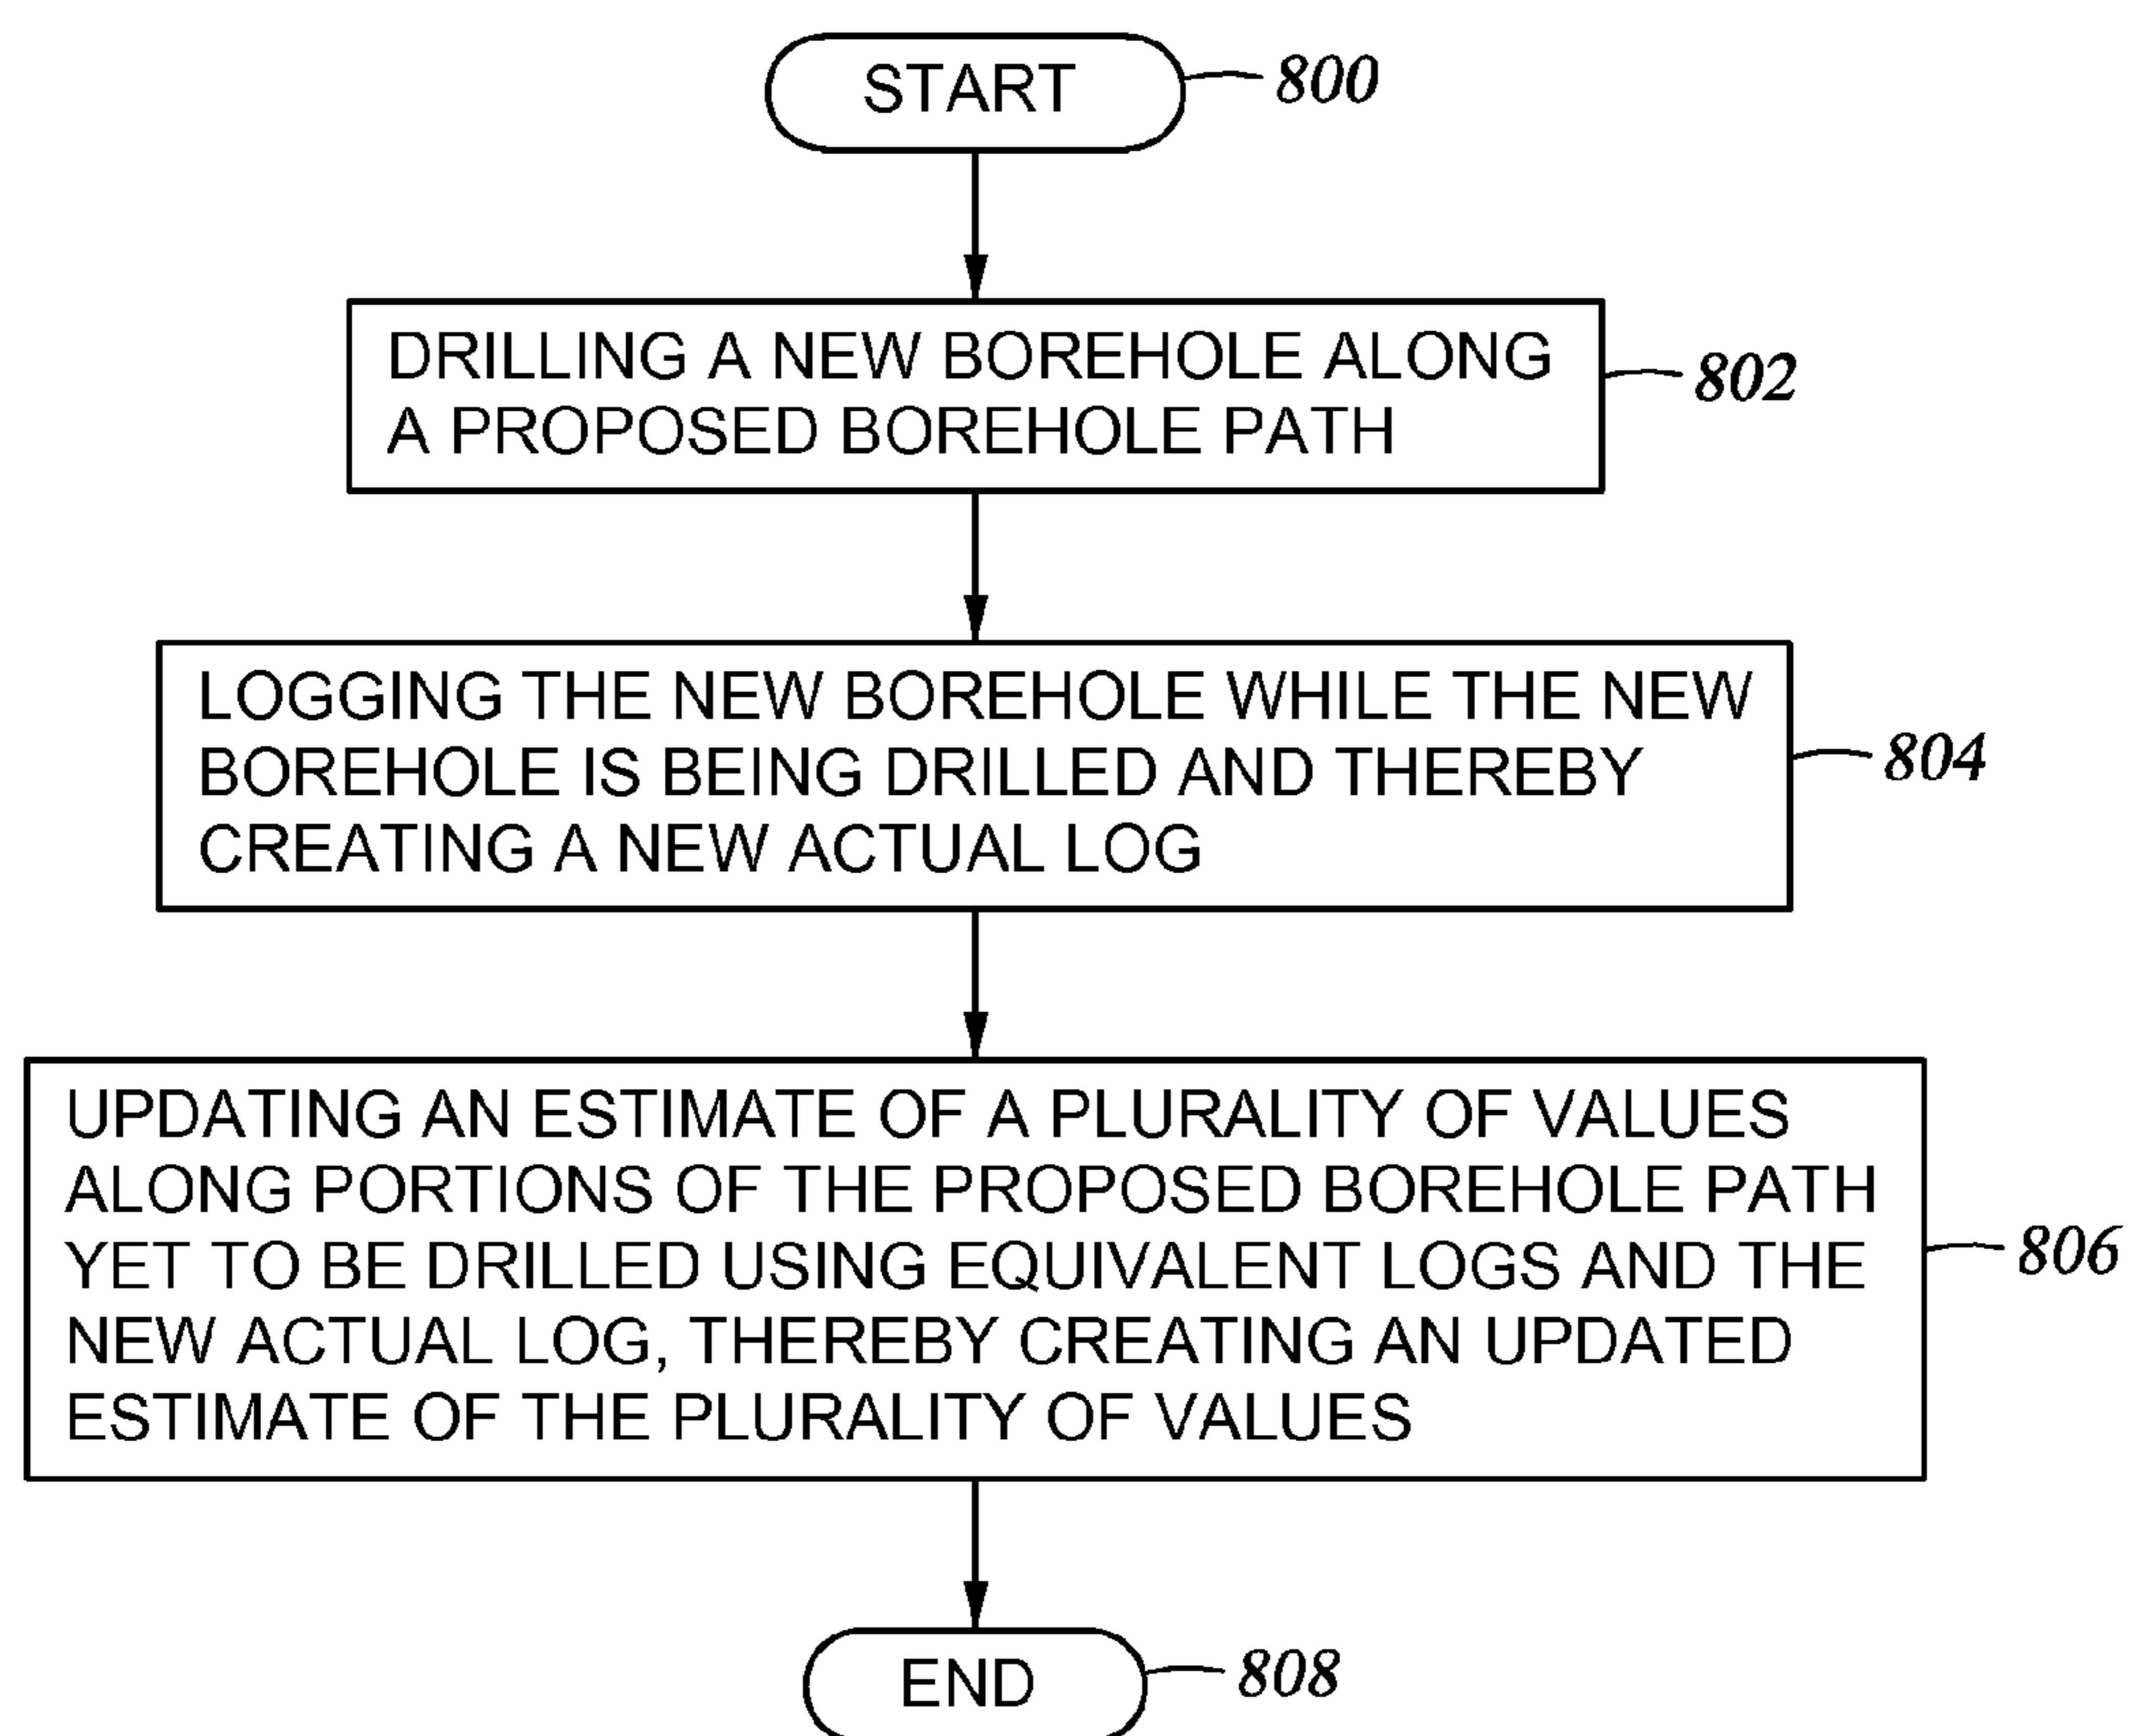 START
800
DRILLING A NEW BOREHOLE ALONG
A PROPOSED BOREHOLE PATH
802
LOGGING THE NEW BOREHOLE WHILE THE NEW
BOREHOLE IS BEING DRILLED AND THEREBY
CREATING A NEW ACTUAL LOG
804
UPDATING AN ESTIMATE OF A PLURALITY OF VALUES
ALONG PORTIONS OF THE PROPOSED BOREHOLE PATH
YET TO BE DRILLED USING EQUIVALENT LOGS AND THE
NEW ACTUAL LOG, THEREBY CREATING AN UPDATED
ESTIMATE OF THE PLURALITY OF VALUES
806
END
808